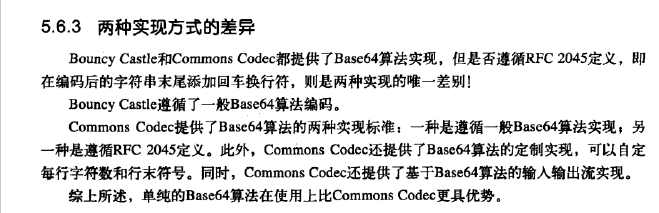 5.6.3 两种实现方式的差异
Bouncy Castle和Commons Codec都提供了Base64算法实现，但是否遵循RFC 2045定义，即
在编码后的字符串末尾添加回车换行符，则是两种实现的唯一差别！
Bouncy Castle遵循了一般Base64算法编码。
Commons Codec提供了Base64算法的两种实现标准：一种是遵循一般Base64算法实现，另
一种是遵循RFC 2045定义。此外，Commons Codec还提供了Base64算法的定制实现，可以自定
每行字符数和行末符号。同时，Commons Codec还提供了基于Base64算法的输入输出流实现。
综上所述，单纯的Base64算法在使用上比Commons Codec更具优势。